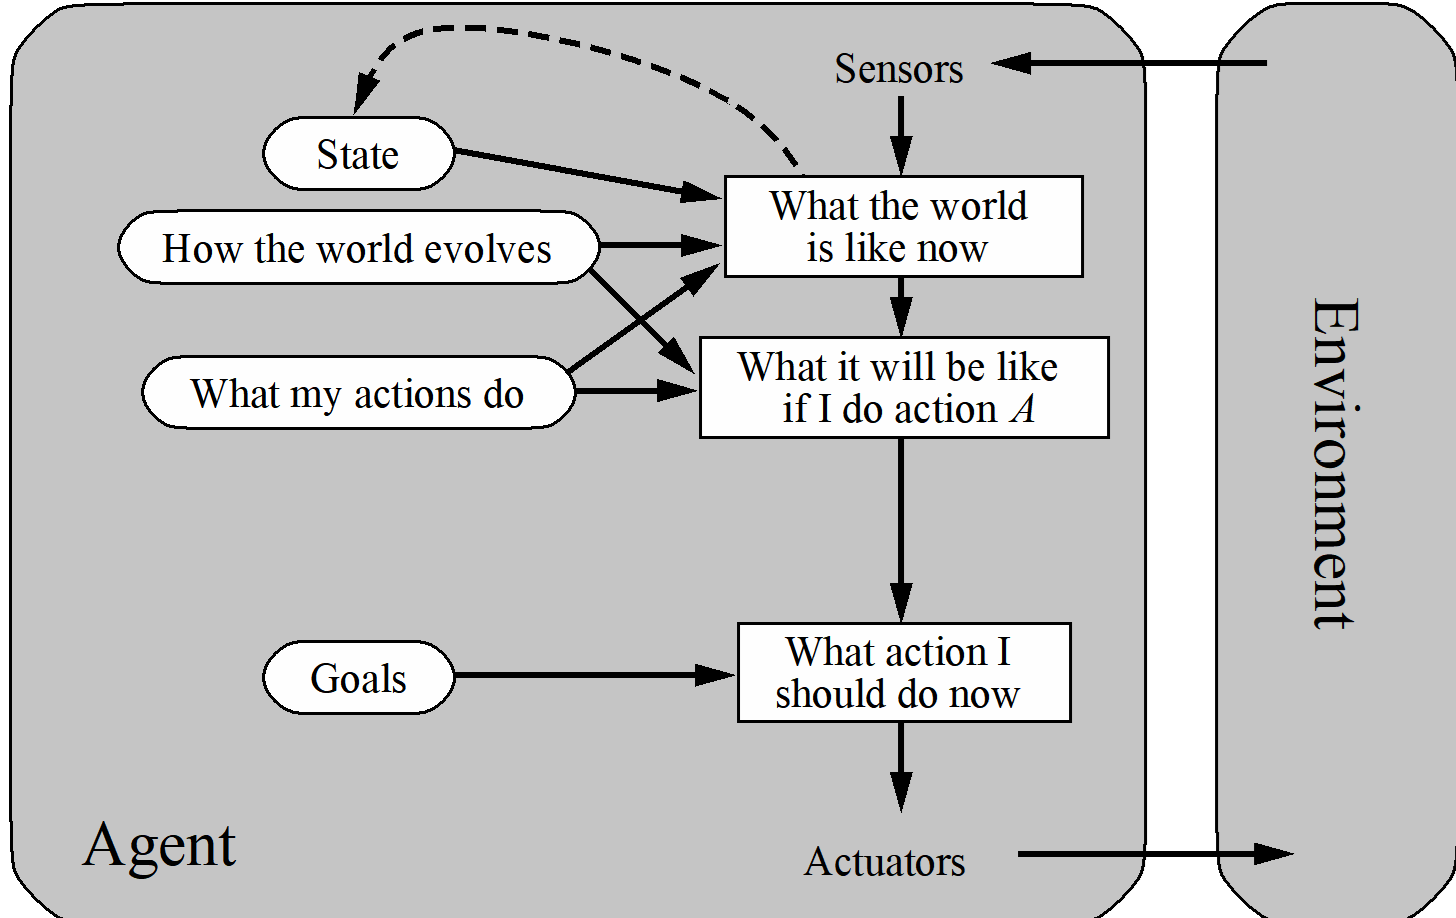 Sensors
State
What the world
is like now
How the world evolves
What it will be like
if I do action A
What my actions do
Environment
Goals
What action I
should do now
Agent
Actuators